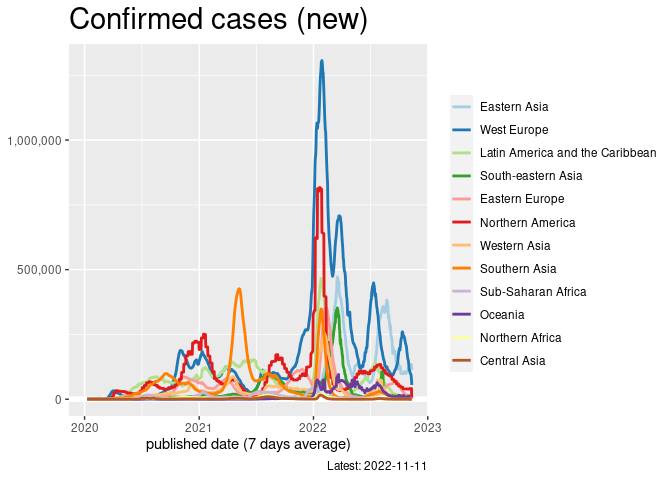 Confirmed cases (new)
1,000,000
500,000
0
2020 2021 2022 2023
published date (7 days average)
Latest: 2022-11-11
Eastern Asia
West Europe
Latin America and the Caribbean
South-eastern Asia
Eastern Europe
Northern America
Western Asia
Southern Asia
Sub-Saharan Africa
Oceania
Northern Africa
Central Asia